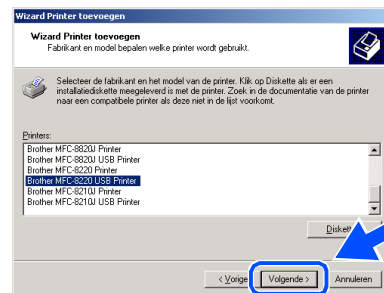 Wizard Printer toevoegen
Wizard Printer toevoegen
Fabrikant en model bepalen welke printer wordt gebruikt.
Selecteer de fabrikant en het model van de printer. Klik op Diskette als er een
installatiediskette meegeleverd is met de printer. Zoek in de documentatie van de printer
naar een compatibele printer als deze niet in de lijst voorkomt.
Printers:
Brother MFC-8820J Printer
Brother MFC-8820J USB Printer
Brother MFC-8220 Printer
Brother MFC-8220 USB Printer
Brother MFC-8210J Printer
Brother MFC-8210J USB Printer
Diskett
< Vorige
Volgende >
Annuleren